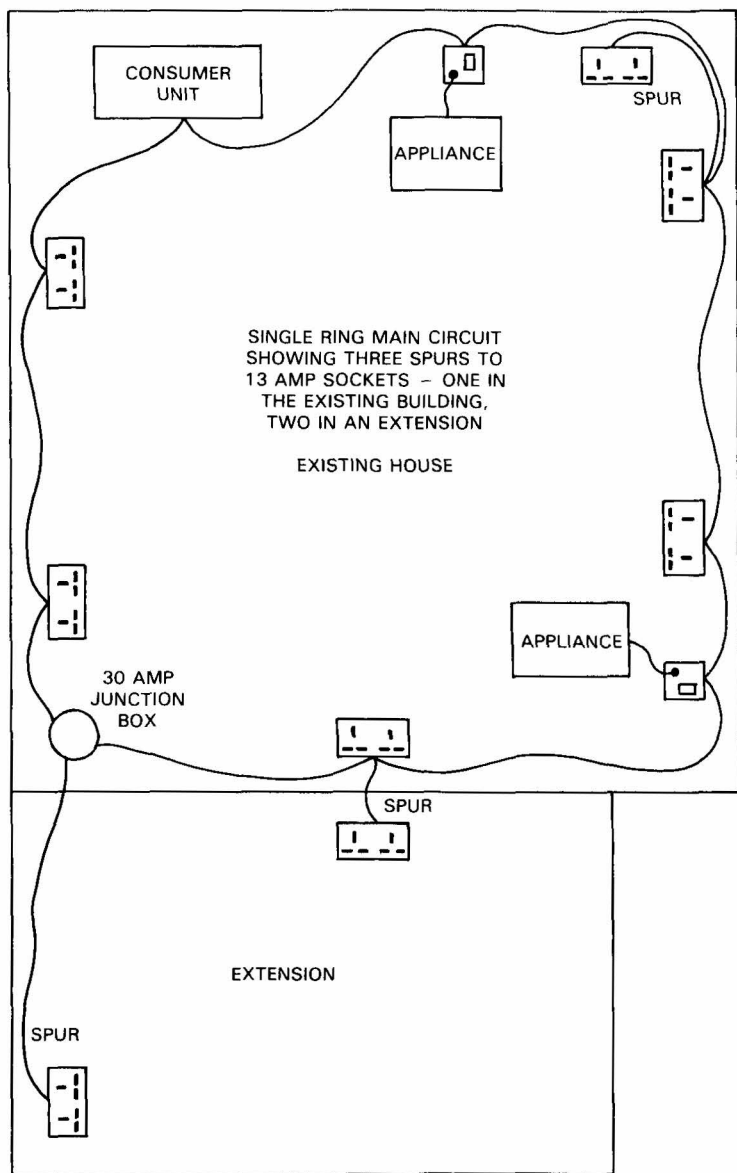 CONSUMER
UNIT
SPUR
APPLIANCE
SINGLE RING MAIN CIRCUIT
SHOWING THREE SPURS TO
13 AMP SOCKETS – ONE IN
THE EXISTING BUILDING,
TWO IN AN EXTENSION
EXISTING HOUSE
APPLIANCE
30 AMP
JUNCTION
BOX
SPUR
EXTENSION
SPUR